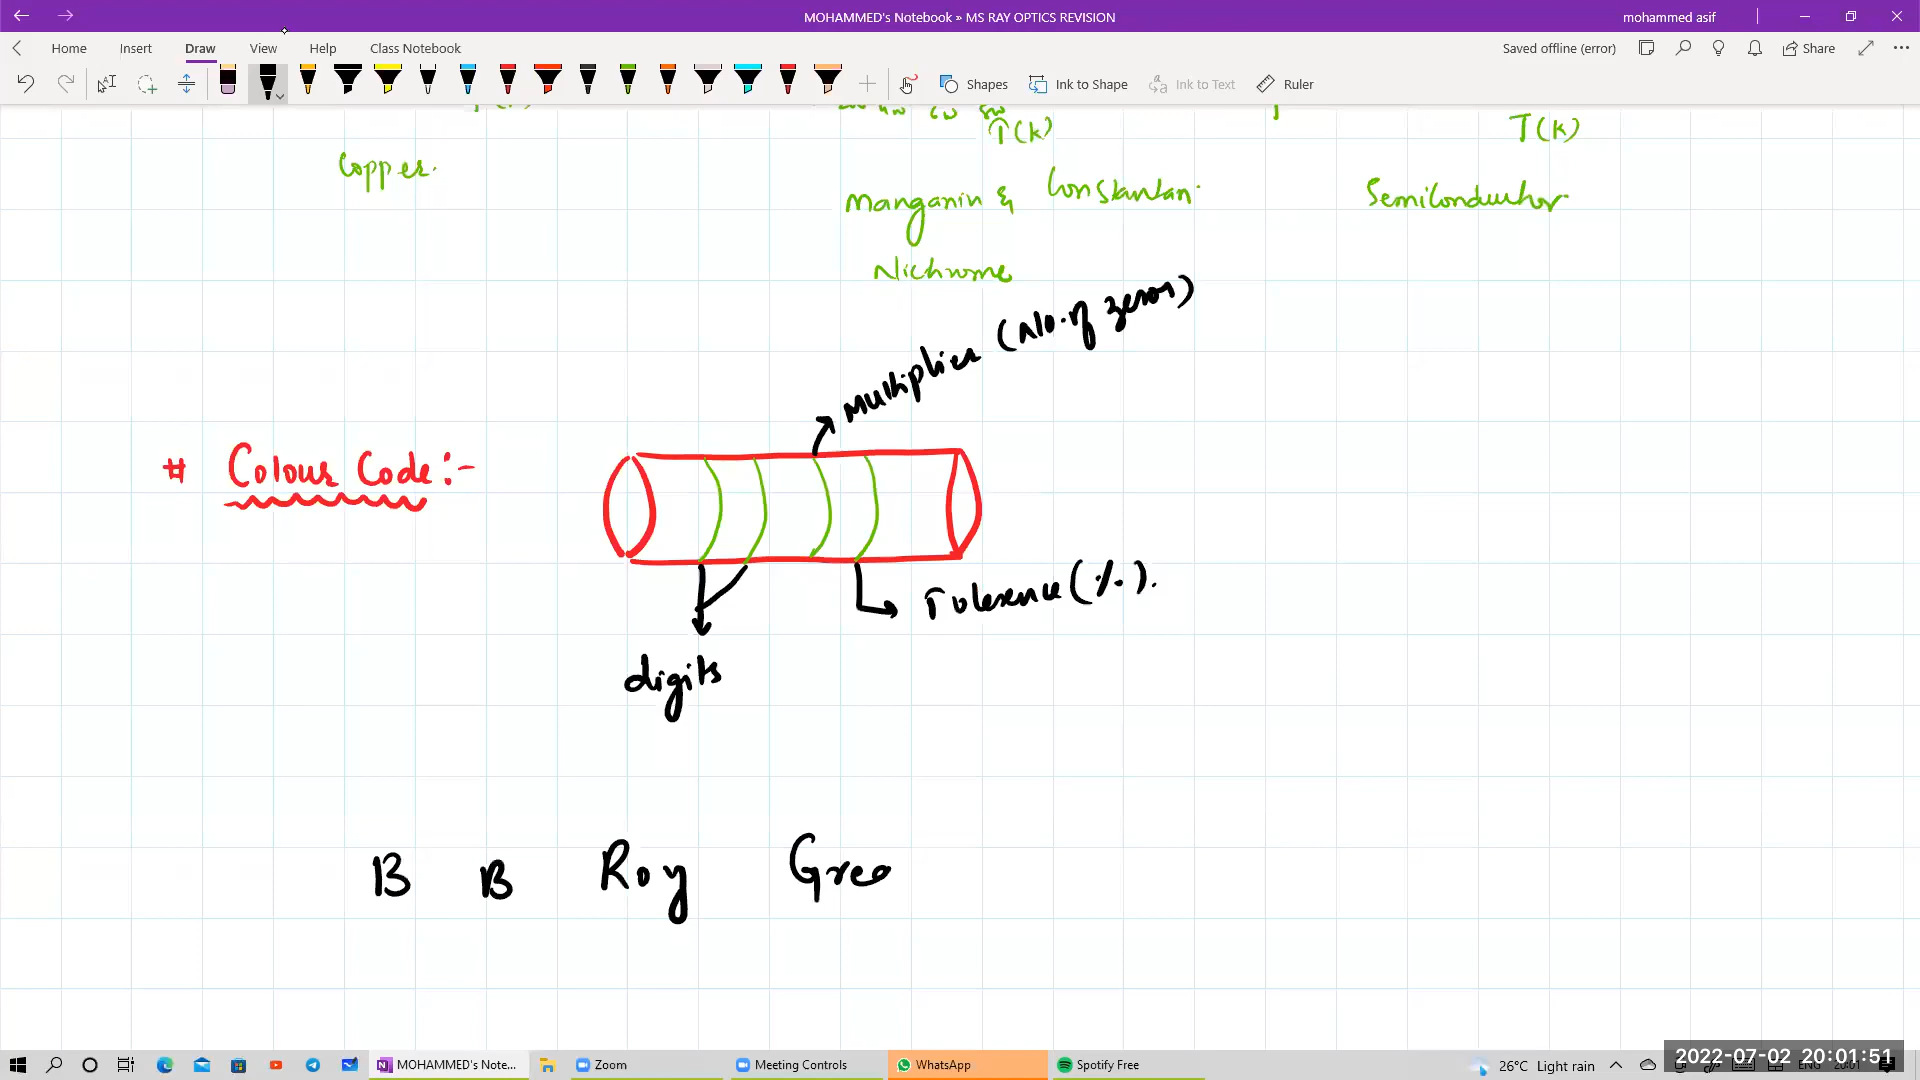 MOHAMMED's Notebook » MS RAY OPTICS REVISION
mohammed asif
Home Insert Draw View Help Class Notebook
Saved offline (error)
Share
Shapes
Ink to Shape
Ink to Text
Ruler
T(k)
T(k)
Copper.
Manganin & Constantan.
Semiconductor
Nichrome
Multiplier (No. of zeros)
# Colour Code:-
Tolerence (%).
digits
B B Roy Grea
MOHAMMED's Note...
Zoom
Meeting Controls
WhatsApp
Spotify Free
26°C Light rain
2022-07-02 20:01:51